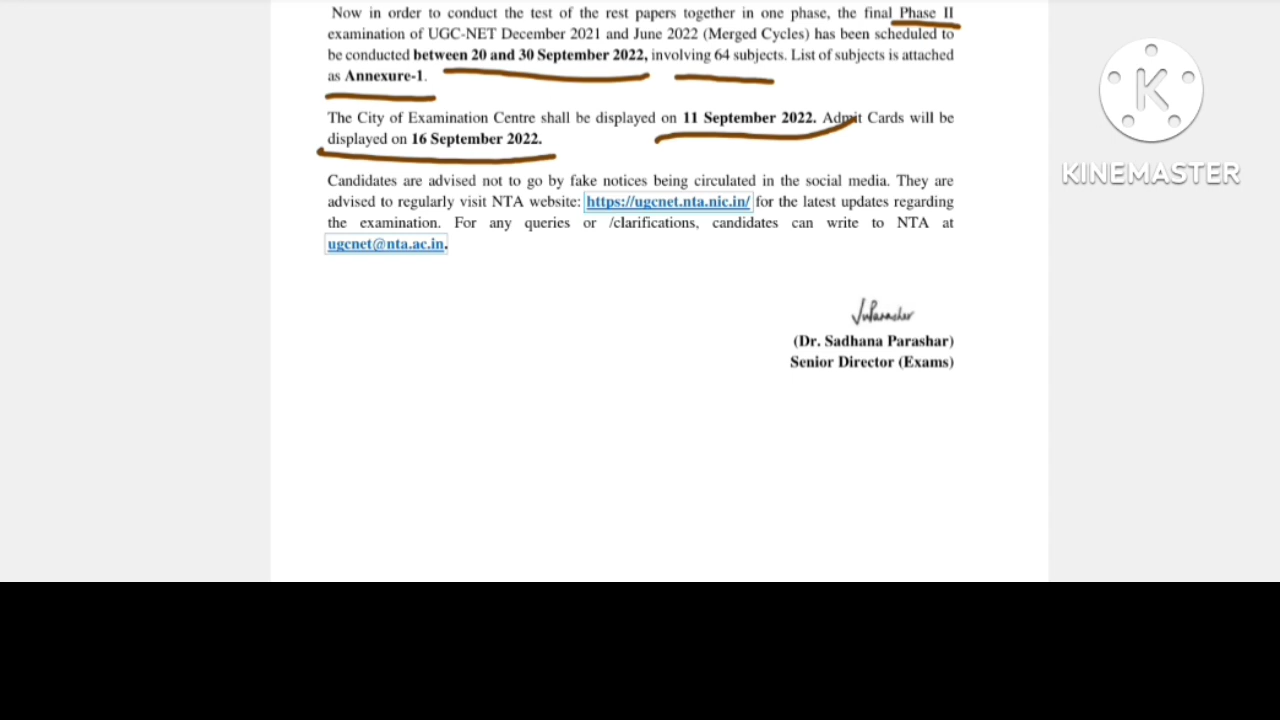 Now in order to conduct the test of the rest papers together in one phase, the final Phase II
examination of UGC-NET December 2021 and June 2022 (Merged Cycles) has been scheduled to
be conducted between 20 and 30 September 2022, involving 64 subjects. List of subjects is attached
as Annexure-1.
The City of Examination Centre shall be displayed on 11 September 2022. Admit Cards will be
displayed on 16 September 2022.
Candidates are advised not to go by fake notices being circulated in the social media. They are
advised to regularly visit NTA website: https://ugcnet.nta.nic.in/ for the latest updates regarding
the examination. For any queries or /clarifications, candidates can write to NTA at
ugcnet@nta.ac.in.
(Dr. Sadhana Parashar)
Senior Director (Exams)
K
KINEMASTER